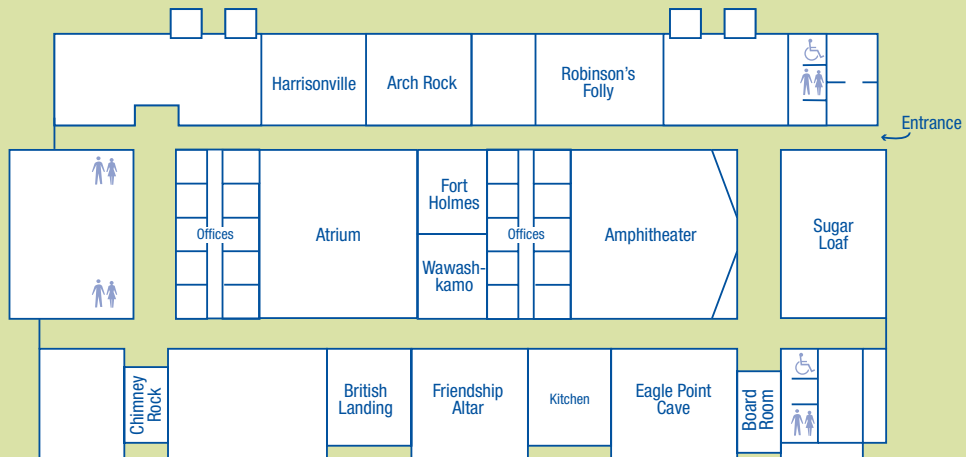 Harrisonville
Arch Rock
Robinson's
Folly
Entrance
Fort
Holmes
Offices
Atrium
Offices
Amphitheater
Sugar
Loaf
Wawash-
kamo
Chimney
Rock
British
Landing
Friendship
Altar
Kitchen
Eagle Point
Cave
Board
Room